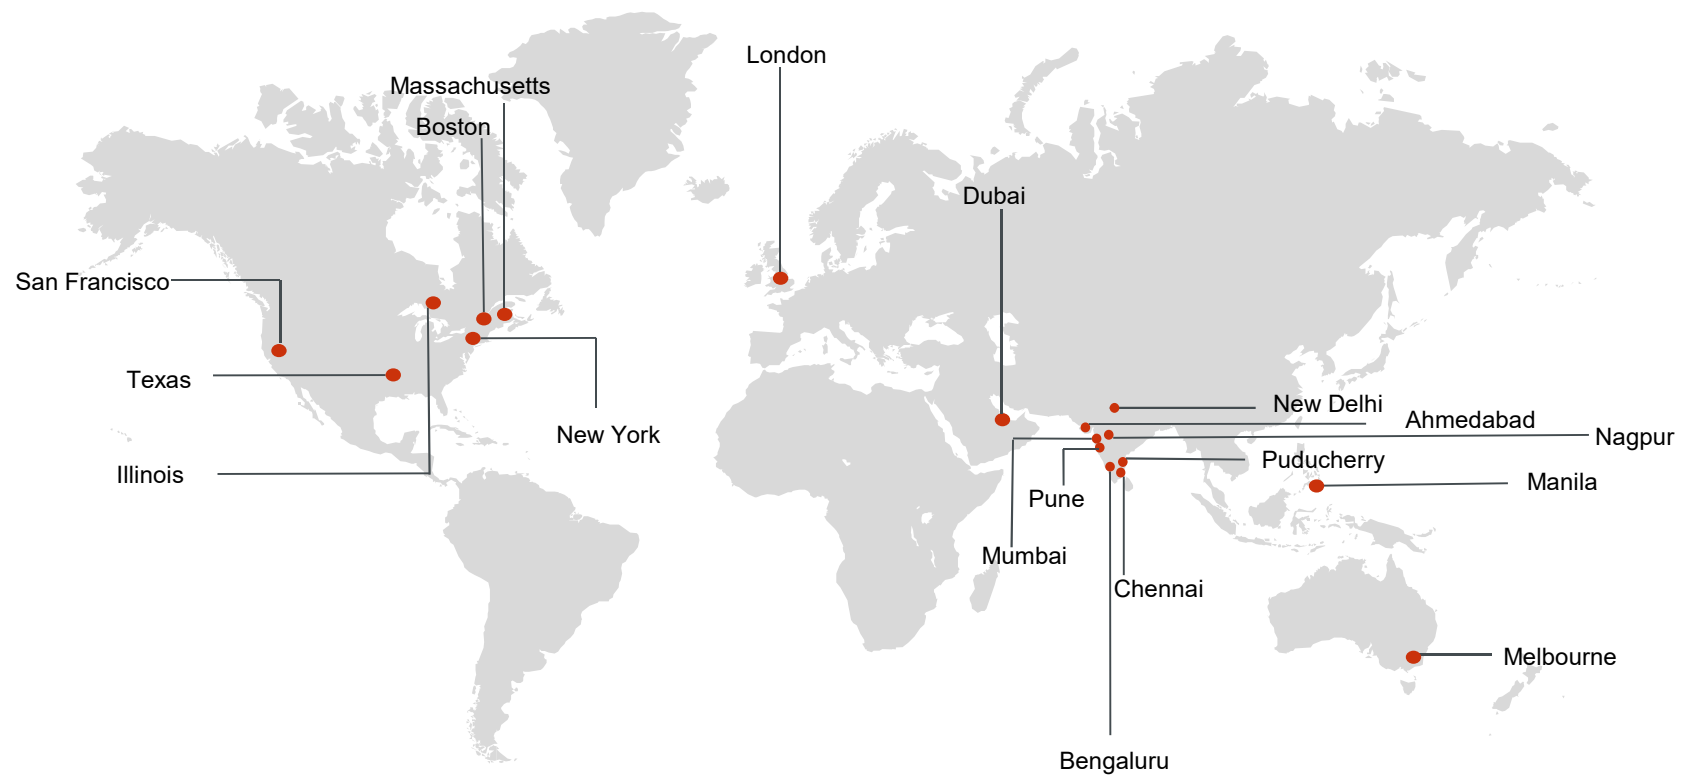 London
Massachusetts
Boston
Dubai
San Francisco
Texas
New Delhi
Ahmedabad
New York
Nagpur
Puducherry
Illinois
Manila
Pune
Mumbai
Chennai
Melbourne
Bengaluru